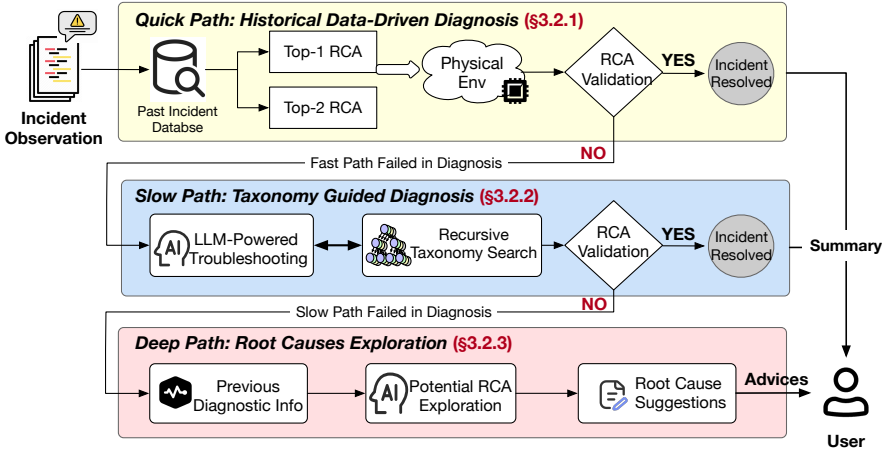 Quick Path: Historical Data-Driven Diagnosis (§3.2.1)
Incident
Observation
Past Incident
Databse
Top-1 RCA
Top-2 RCA
Physical
Env
RCA
Validation
YES
Incident
Resolved
NO
Fast Path Failed in Diagnosis
Slow Path: Taxonomy Guided Diagnosis (§3.2.2)
AI
LLM-Powered
Troubleshooting
Recursive
Taxonomy Search
RCA
Validation
YES
Incident
Resolved
Summary
NO
Slow Path Failed in Diagnosis
Deep Path: Root Causes Exploration (§3.2.3)
Previous
Diagnostic Info
AI
Potential RCA
Exploration
Root Cause
Suggestions
Advices
User